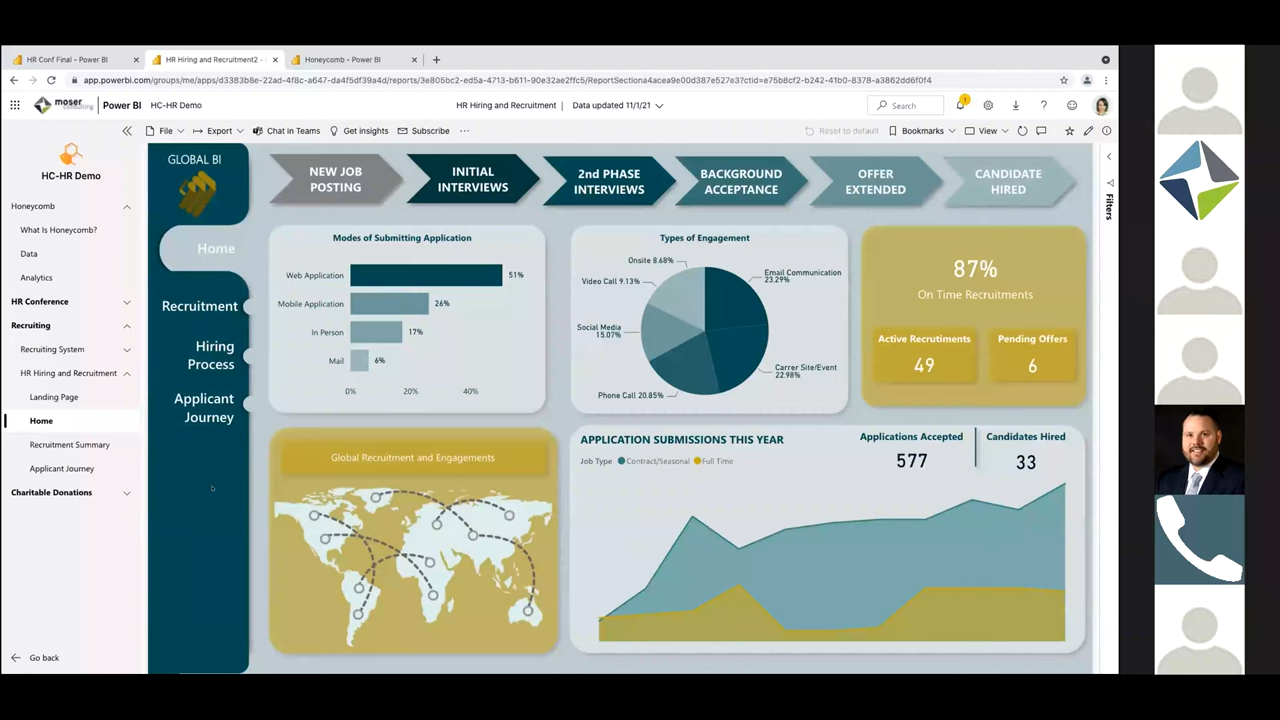 HR Conf Final - Power BI
HR Hiring and Recruitment2 -
Honeycomb - Power BI
app.powerbi.com/groups/me/apps/d3383b8e-22ad-4f8c-a647-da4f5df39a4d/reports/3e805bc2-ed5a-4713-b611-90e32ae2ffc5/ReportSectiona4acea9e00d387e527e3?ctid=e75b8cf2-b242-41b0-8378-a3862dd6f0f4
moser
Power BI
HC-HR Demo
HR Hiring and Recruitment
Data updated 11/1/21
Search
1
File
Export
Chat in Teams
Get insights
Subscribe
Reset to default
Bookmarks
View
HC-HR Demo
Honeycomb
What Is Honeycomb?
Data
Analytics
HR Conference
Recruiting
Recruiting System
HR Hiring and Recruitment
Landing Page
Home
Recruitment Summary
Applicant Journey
Charitable Donations
Go back
GLOBAL BI
Home
Recruitment
Hiring
Process
Applicant
Journey
NEW JOB
POSTING
INITIAL
INTERVIEWS
2nd PHASE
INTERVIEWS
BACKGROUND
ACCEPTANCE
OFFER
EXTENDED
CANDIDATE
HIRED
Modes of Submitting Application
Web Application
51%
Mobile Application
26%
In Person
17%
Mail
6%
0%
20%
40%
Types of Engagement
Onsite 8.68%
Email Communication
23.29%
Video Call 9.13%
Social Media
15.07%
Carrer Site/Event
22.98%
Phone Call 20.85%
87%
On Time Recruitments
Active Recrutiments
49
Pending Offers
6
Global Recruitment and Engagements
APPLICATION SUBMISSIONS THIS YEAR
Job Type
Contract/Seasonal
Full Time
Applications Accepted
577
Candidates Hired
33
Filters